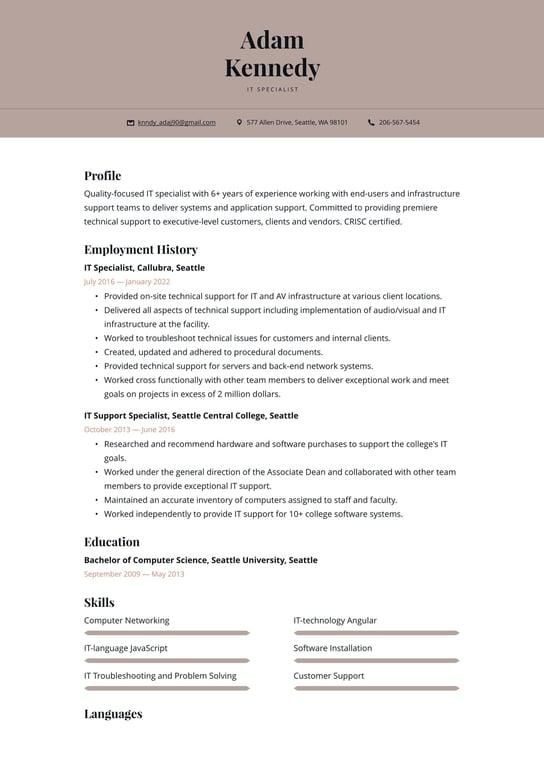 Adam
Kennedy
IT SPECIALIST
knndy_adaj90@gmail.com 577 Allen Drive, Seattle, WA 98101 206-567-5454
Profile
Quality-focused IT specialist with 6+ years of experience working with end-users and infrastructure
support teams to deliver systems and application support. Committed to providing premiere
technical support to executive-level customers, clients and vendors. CRISC certified.
Employment History
IT Specialist, Callubra, Seattle
July 2016 — January 2022
• Provided on-site technical support for IT and AV infrastructure at various client locations.
• Delivered all aspects of technical support including implementation of audio/visual and IT
infrastructure at the facility.
• Worked to troubleshoot technical issues for customers and internal clients.
• Created, updated and adhered to procedural documents.
• Provided technical support for servers and back-end network systems.
• Worked cross functionally with other team members to deliver exceptional work and meet
goals on projects in excess of 2 million dollars.
IT Support Specialist, Seattle Central College, Seattle
October 2013 — June 2016
• Researched and recommend hardware and software purchases to support the college's IT
goals.
• Worked under the general direction of the Associate Dean and collaborated with other team
members to provide exceptional IT support.
• Maintained an accurate inventory of computers assigned to staff and faculty.
• Worked independently to provide IT support for 10+ college software systems.
Education
Bachelor of Computer Science, Seattle University, Seattle
September 2009 — May 2013
Skills
Computer Networking IT-technology Angular
IT-language JavaScript Software Installation
IT Troubleshooting and Problem Solving Customer Support
Languages